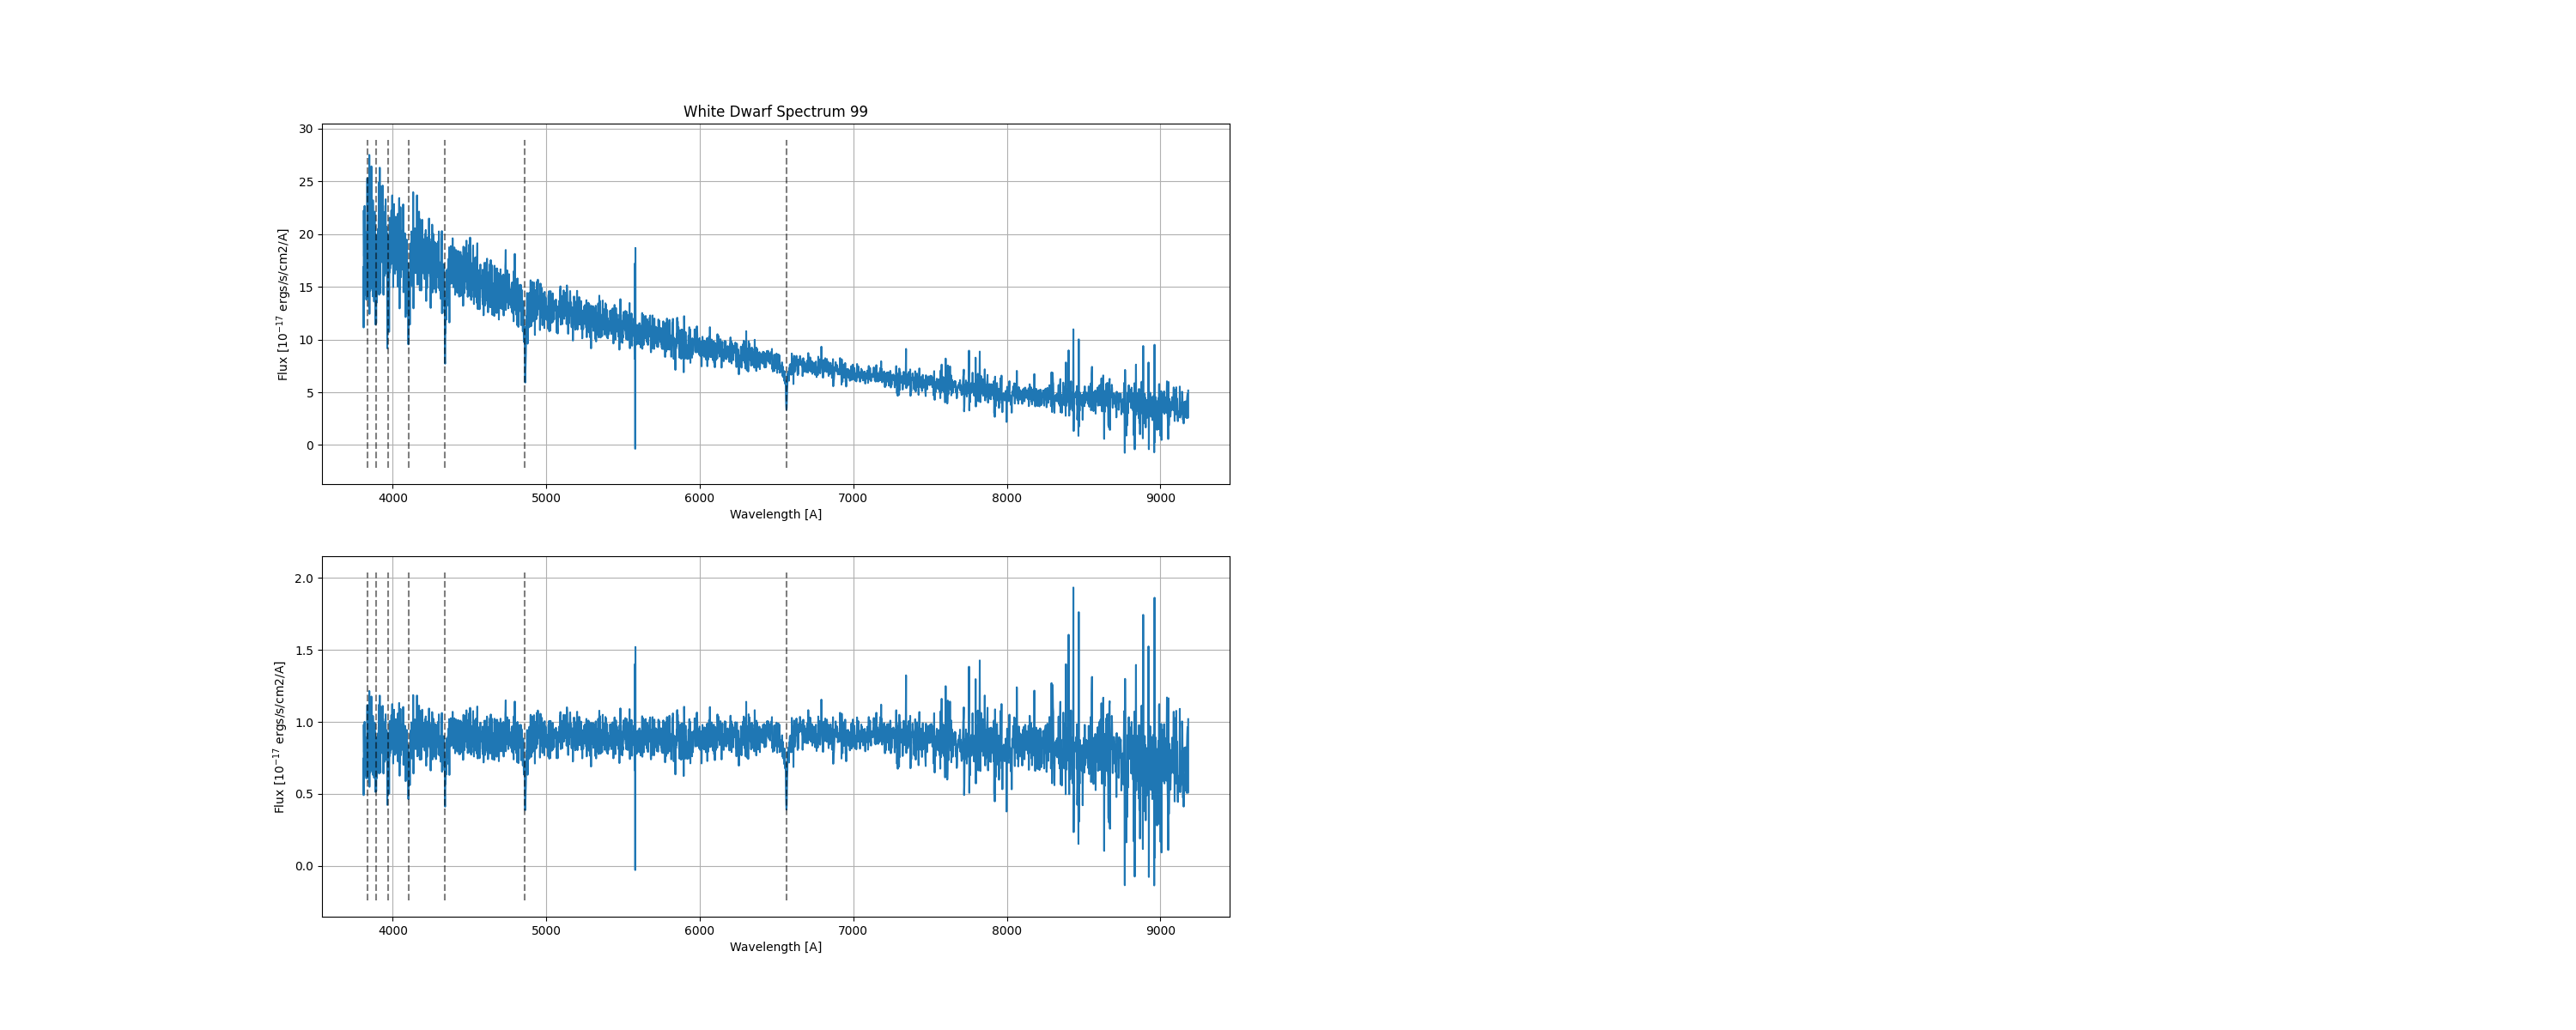 White Dwarf Spectrum 99
30
25
20
15
10
5
0
Flux [10⁻¹⁷ ergs/s/cm2/A]
4000 5000 6000 7000 8000 9000
Wavelength [A]
2.0
1.5
1.0
0.5
0.0
Flux [10⁻¹⁷ ergs/s/cm2/A]
4000 5000 6000 7000 8000 9000
Wavelength [A]